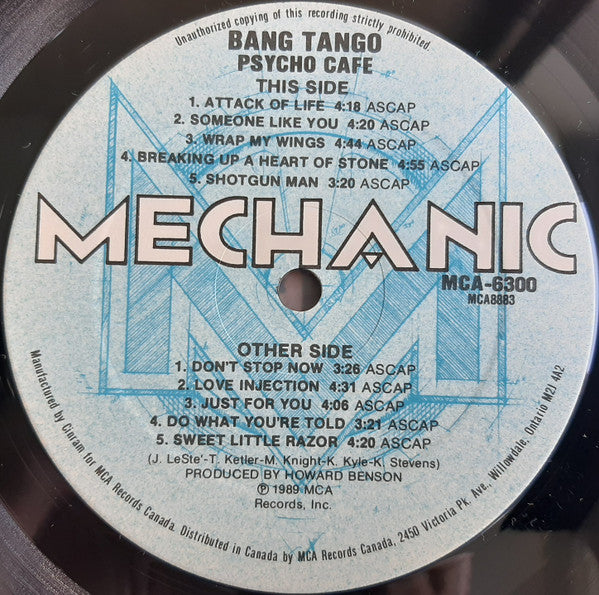 Unauthorized copying of this recording strictly prohibited.
BANG TANGO
PSYCHO CAFE
THIS SIDE
1. ATTACK OF LIFE 4:18 ASCAP
2. SOMEONE LIKE YOU 4:20 ASCAP
3. WRAP MY WINGS 4:44 ASCAP
4. BREAKING UP A HEART OF STONE 4:55 ASCAP
5. SHOTGUN MAN 3:20 ASCAP
MECHANIC
MCA-6300
MCA8883
OTHER SIDE
1. DON'T STOP NOW 3:26 ASCAP
2. LOVE INJECTION 4:31 ASCAP
3. JUST FOR YOU 4:06 ASCAP
4. DO WHAT YOU'RE TOLD 3:21 ASCAP
5. SWEET LITTLE RAZOR 4:20 ASCAP
(J. LeSte'-T. Ketler-M. Knight-K. Kyle-K. Stevens)
PRODUCED BY HOWARD BENSON
℗ 1989 MCA
Records, Inc.
Manufactured by Cinram for MCA Records Canada. Distributed in Canada by MCA Records Canada, 2450 Victoria Pk. Ave., Willowdale, Ontario M2J 4A2